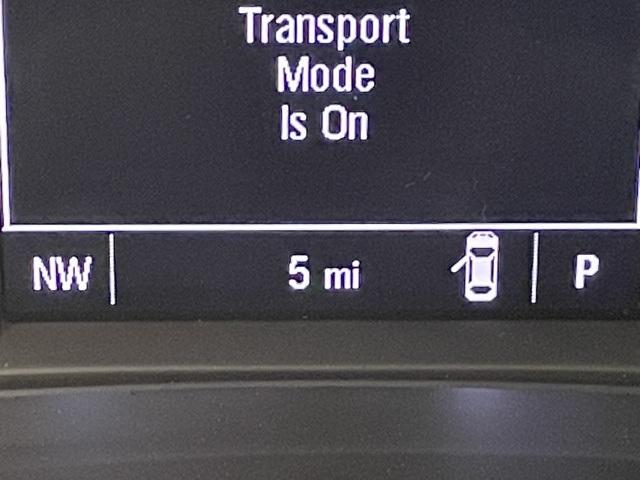 Transport
Mode
Is On
NW 5 mi P